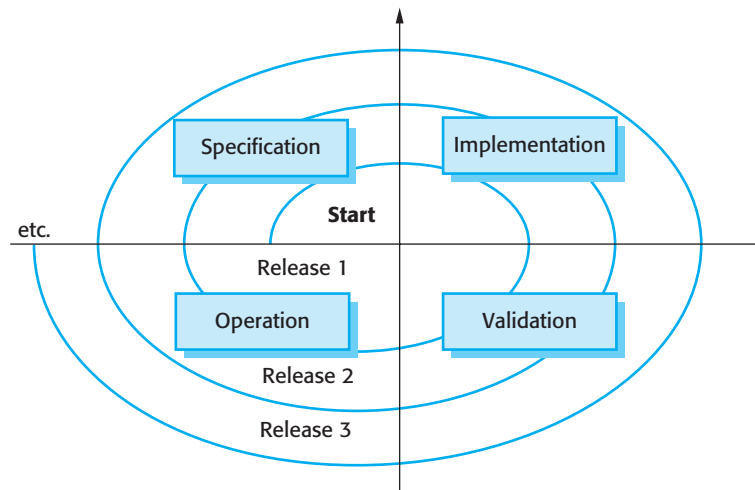 Specification
Implementation
Start
etc.
Release 1
Operation
Validation
Release 2
Release 3